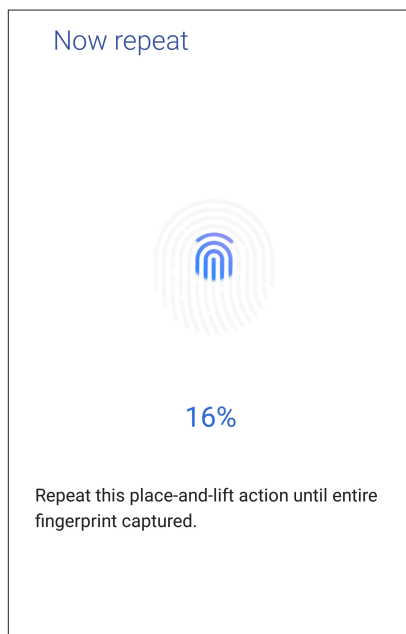 Now repeat
16%
Repeat this place-and-lift action until entire
fingerprint captured.